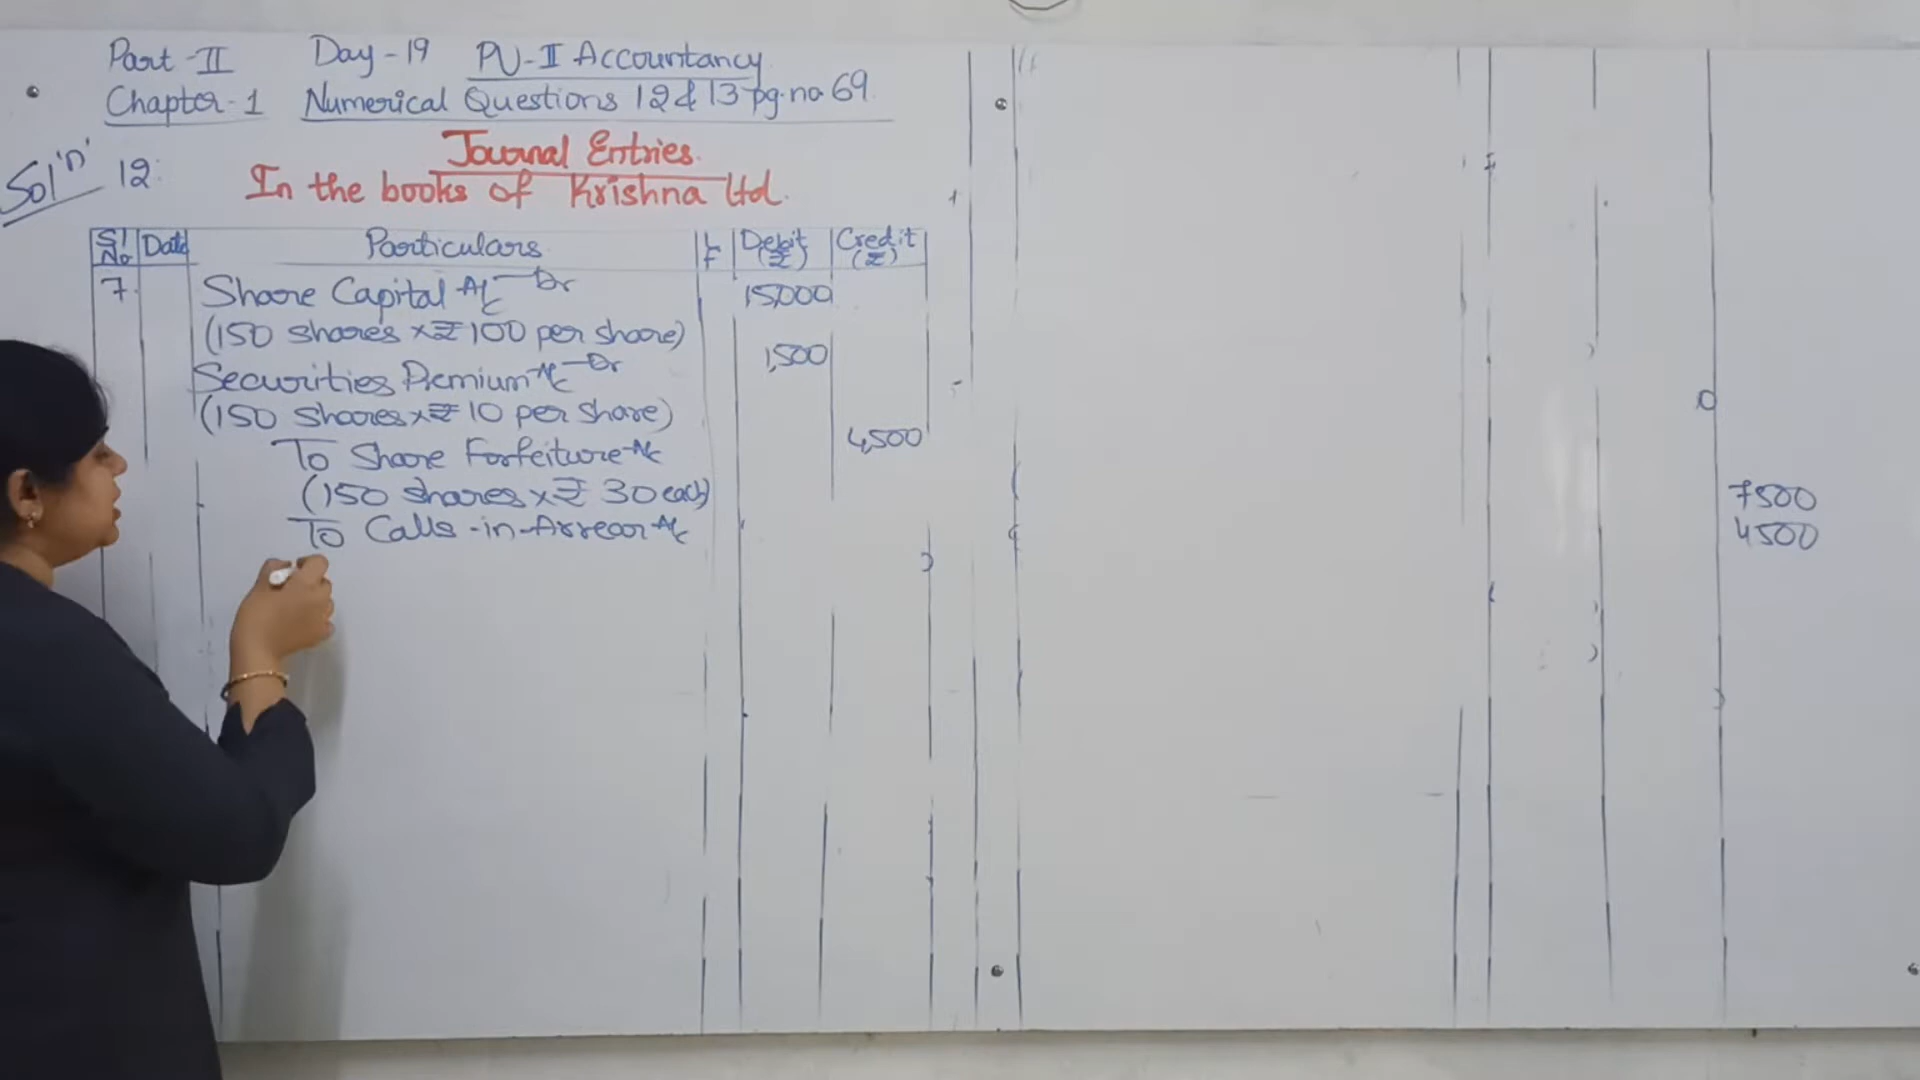 Part-II Day-19 PU-II Accountancy
Chapter-1 Numerical Questions 12 & 13 pg.no 69.
Journal Entries.
Sol'n' 12. In the books of Krishna Ltd.
Sl No Date Particulars LF Debit (₹) Credit (₹)
7. Share Capital A/c Dr 15,000
(150 shares × ₹ 100 per share)
Securities Premium A/c Dr 1,500
(150 shares × ₹ 10 per share)
To Share Forfeiture A/c 4,500
(150 shares × ₹ 30 each)
To Calls-in-Arrear A/c
7500
4500